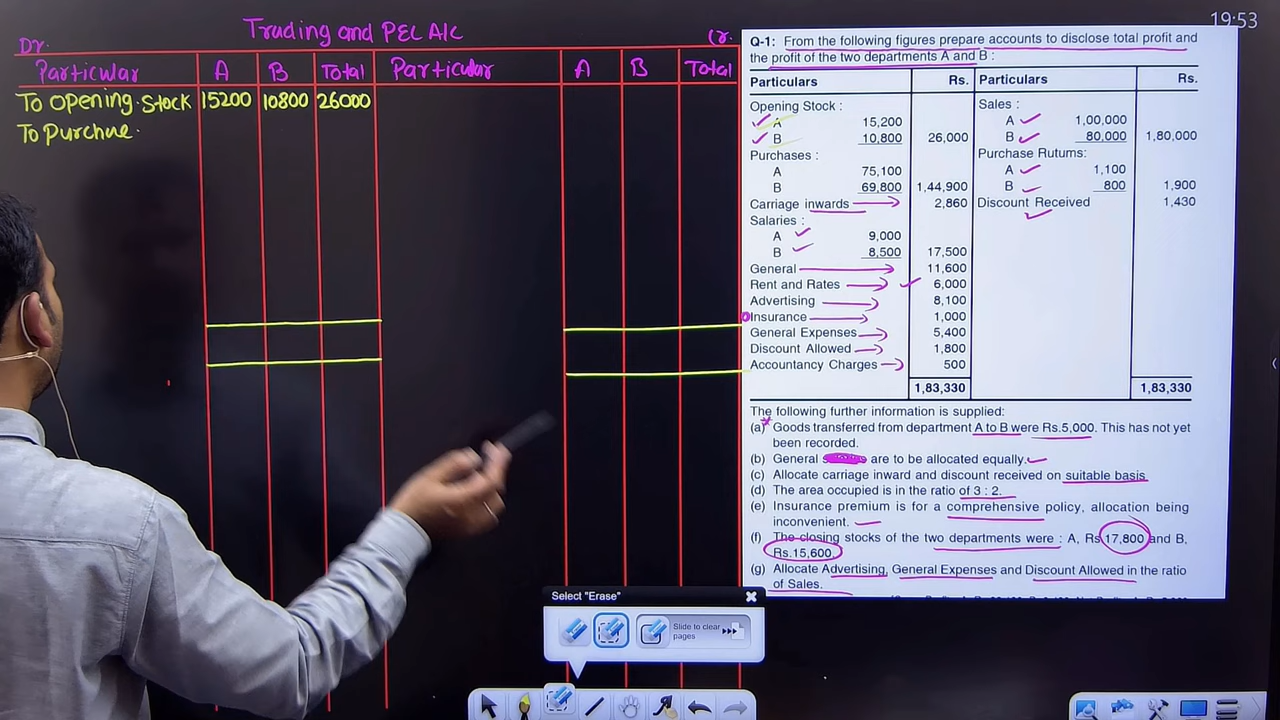 19:53
Trading and P&L A/C
Dr.
Cr.
Particular A B Total Particular A B Total
To Opening Stock 15200 10800 26000
To Purchae
Q-1: From the following figures prepare accounts to disclose total profit and
the profit of the two departments A and B :
Particulars Rs. Particulars Rs.
Opening Stock : Sales :
A 15,200 A 1,00,000
B 10,800 26,000 B 80,000 1,80,000
Purchases : Purchase Ruturns:
A 75,100 A 1,100
B 69,800 1,44,900 B 800 1,900
Carriage inwards 2,860 Discount Received 1,430
Salaries :
A 9,000
B 8,500 17,500
General 11,600
Rent and Rates 6,000
Advertising 8,100
Insurance 1,000
General Expenses 5,400
Discount Allowed 1,800
Accountancy Charges 500
1,83,330 1,83,330
The following further information is supplied:
(a) Goods transferred from department A to B were Rs.5,000. This has not yet
been recorded.
(b) General are to be allocated equally.
(c) Allocate carriage inward and discount received on suitable basis
(d) The area occupied is in the ratio of 3 : 2.
(e) Insurance premium is for a comprehensive policy, allocation being
inconvenient.
(f) The closing stocks of the two departments were : A, Rs 17,800 and B,
Rs.15,600.
(g) Allocate Advertising, General Expenses and Discount Allowed in the ratio
of Sales.
Select "Erase"
Slide to clear
pages